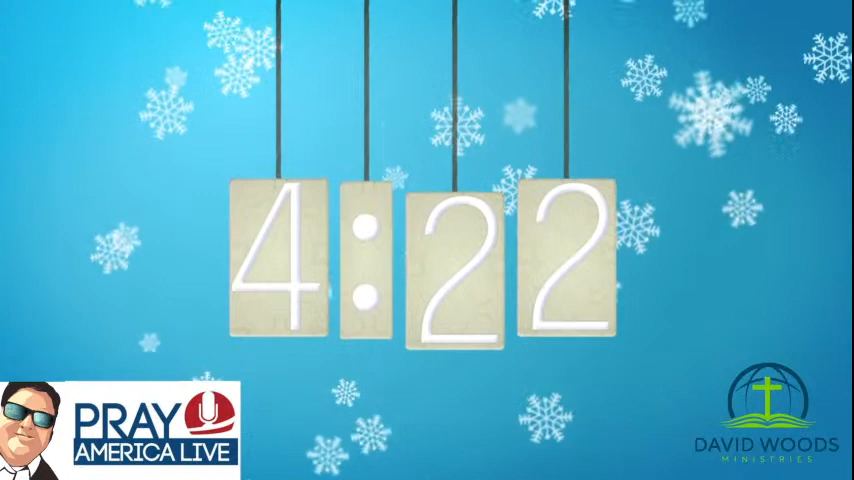 4:22
PRAY
AMERICA LIVE
DAVID WOODS
MINISTRIES